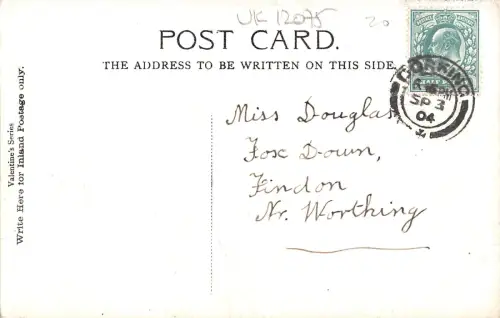 UK 12075
20
POST CARD.
THE ADDRESS TO BE WRITTEN ON THIS SIDE.
Valentine's Series
Write Here for Inland Postage only.
DORKING
SP 3
04
Miss Douglas
Fox Down,
Findon
Nr. Worthing